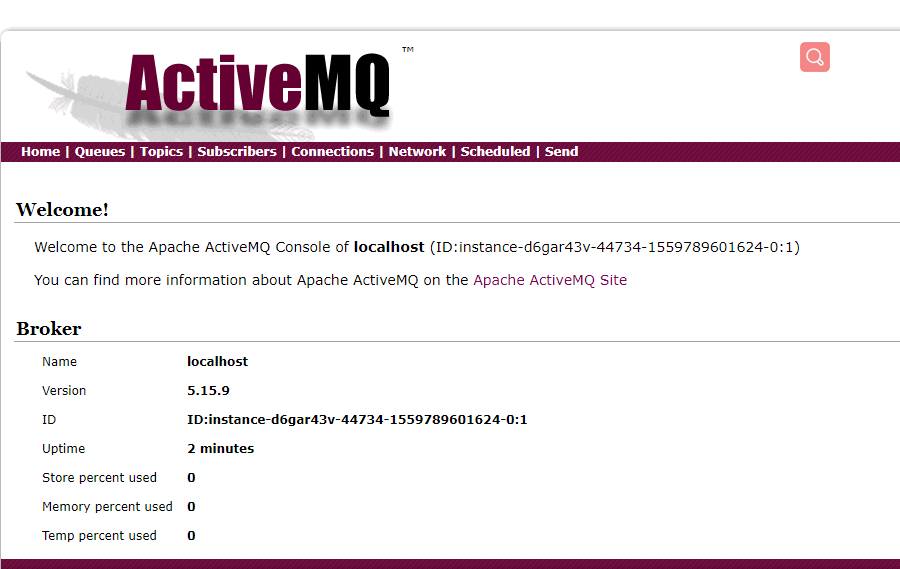 ActiveMQ ™
Home | Queues | Topics | Subscribers | Connections | Network | Scheduled | Send
Welcome!
Welcome to the Apache ActiveMQ Console of localhost (ID:instance-d6gar43v-44734-1559789601624-0:1)
You can find more information about Apache ActiveMQ on the Apache ActiveMQ Site
Broker
Name localhost
Version 5.15.9
ID ID:instance-d6gar43v-44734-1559789601624-0:1
Uptime 2 minutes
Store percent used 0
Memory percent used 0
Temp percent used 0